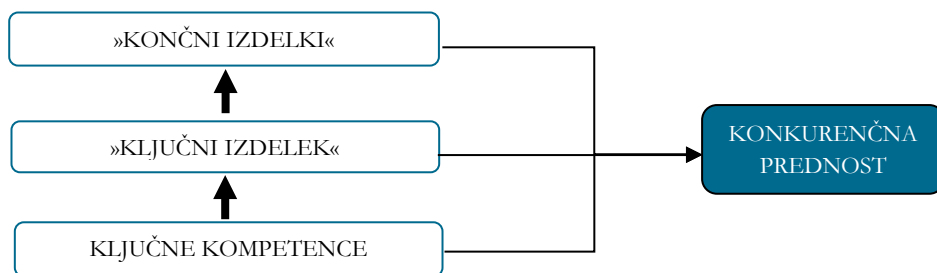 »KONČNI IZDELKI«
»KLJUČNI IZDELEK«
KLJUČNE KOMPETENCE
KONKURENČNA
PREDNOST